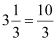 3 1/3 = 10/3